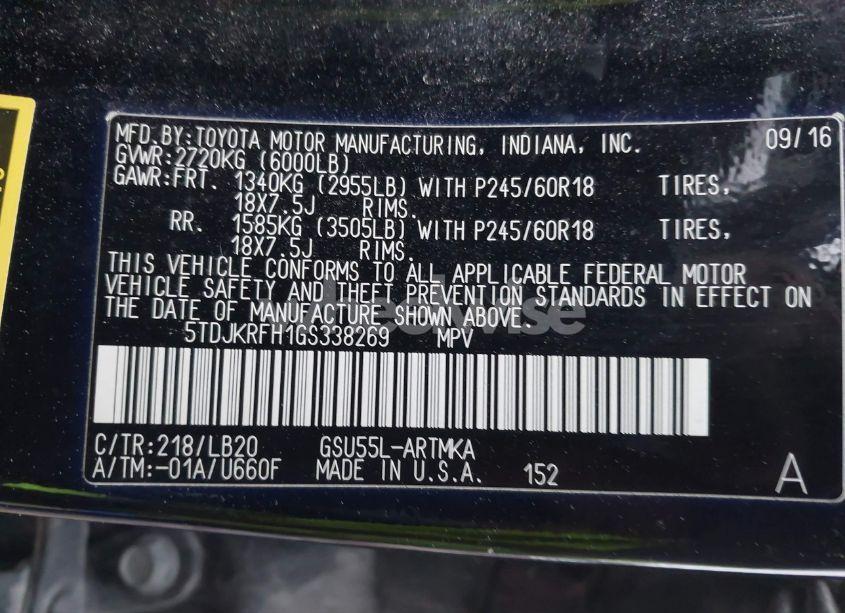 MFD.BY:TOYOTA MOTOR MANUFACTURING, INDIANA, INC. 09/16
GVWR:2720KG (6000LB)
GAWR:FRT. 1340KG (2955LB) WITH P245/60R18 TIRES,
18X7.5J RIMS.
RR. 1585KG (3505LB) WITH P245/60R18 TIRES,
18X7.5J RIMS.
THIS VEHICLE CONFORMS TO ALL APPLICABLE FEDERAL MOTOR
VEHICLE SAFETY AND THEFT PREVENTION STANDARDS IN EFFECT ON
THE DATE OF MANUFACTURE SHOWN ABOVE.
5TDJKRFH1GS338269 MPV
C/TR:218/LB20 GSU55L-ARTMKA
A/TM:-01A/U660F MADE IN U.S.A. 152 A